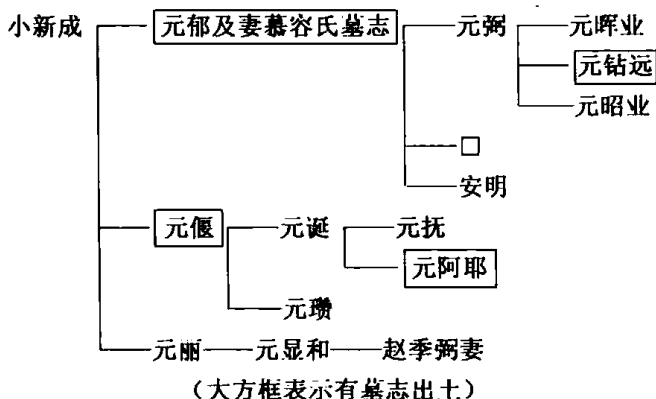 小新成 元郁及妻慕容氏墓志 元弼 元晖业
元钻远
元昭业
□
安明
元偃 元诞 元抚
元阿耶
元瓒
元丽 元显和 赵季弼妻
（大方框表示有墓志出土）